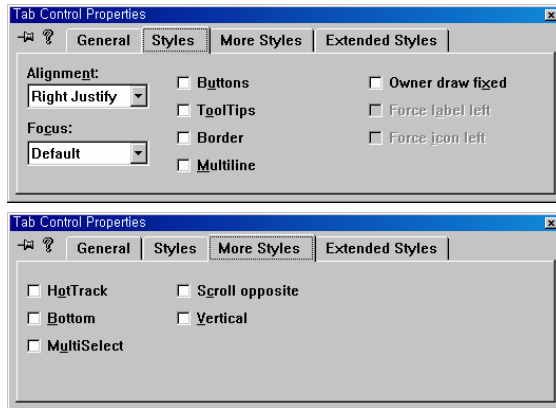 Tab Control Properties
General Styles More Styles Extended Styles
Alignment:
Right Justify
Focus:
Default
Buttons
ToolTips
Border
Multiline
Owner draw fixed
Force label left
Force icon left
Tab Control Properties
General Styles More Styles Extended Styles
HotTrack
Bottom
MultiSelect
Scroll opposite
Vertical